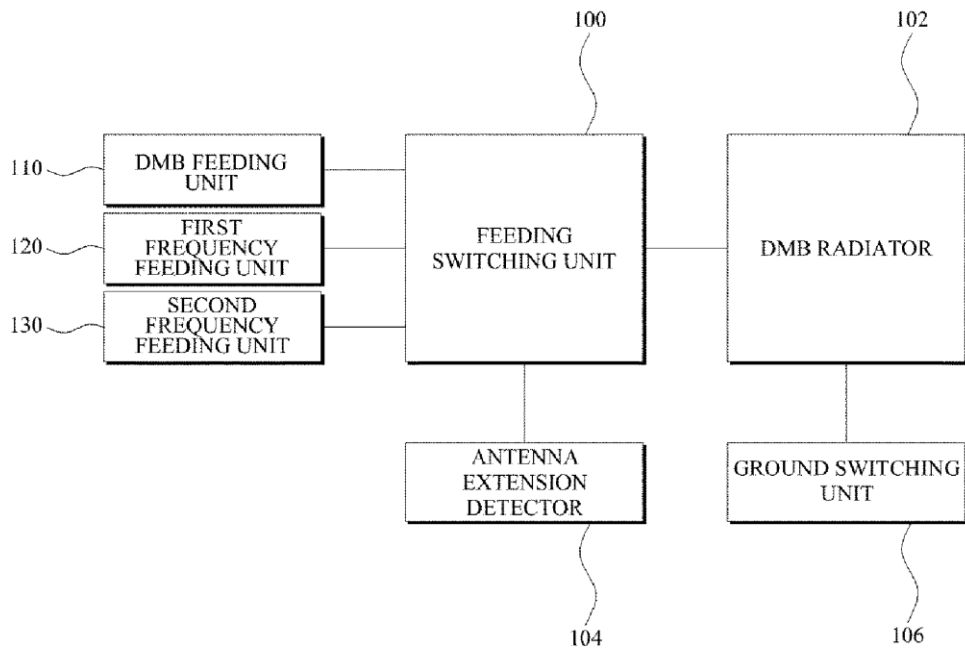 100
102
110
DMB FEEDING
UNIT
120
FIRST
FREQUENCY
FEEDING UNIT
130
SECOND
FREQUENCY
FEEDING UNIT
FEEDING
SWITCHING UNIT
DMB RADIATOR
ANTENNA
EXTENSION
DETECTOR
GROUND SWITCHING
UNIT
104
106